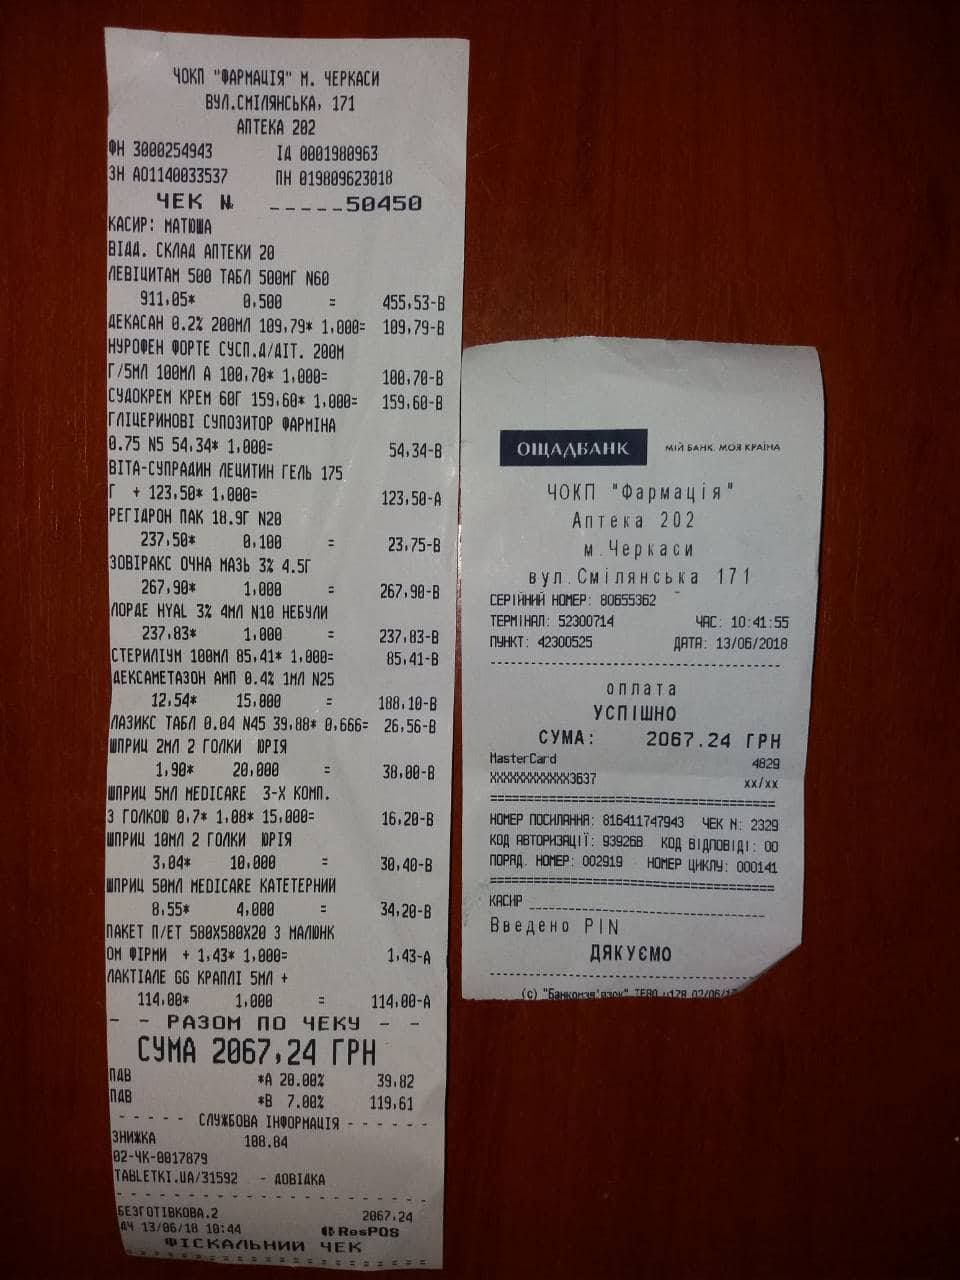 ЧОКП "ФАРМАЦІЯ" М. ЧЕРКАСИ
ВУЛ.СМІЛЯНСЬКА, 171
АПТЕКА 202
ФН 3000254943 ІД 0001980963
ЗН АО1140033537 ПН 019809623018
ЧЕК № _____50450
КАСИР: МАТЮША
ВІДД. СКЛАД АПТЕКИ 20
ЛЕВІЦИТАМ 500 ТАБЛ 500МГ N60
911,05* 0,500 = 455,53-В
ДЕКАСАН 0.2% 200МЛ 109,79* 1,000= 109,79-В
НУРОФЕН ФОРТЕ СУСП.Д/ДІТ. 200М
Г/5МЛ 100МЛ А 100,70* 1,000= 100,70-В
СУДОКРЕМ КРЕМ 60Г 159,60* 1,000= 159,60-В
ГЛІЦЕРИНОВІ СУПОЗИТОР ФАРМІНА
0.75 N5 54,34* 1,000= 54,34-В
ВІТА-СУПРАДИН ЛЕЦИТИН ГЕЛЬ 175
Г + 123,50* 1,000= 123,50-А
РЕГІДРОН ПАК 18.9Г N20
237,50* 0,100 = 23,75-В
ЗОВІРАКС ОЧНА МАЗЬ 3% 4.5Г
267,90* 1,000 = 267,90-В
ЛОРДЕ HYAL 3% 4МЛ N10 НЕБУЛИ
237,83* 1,000 = 237,83-В
СТЕРИЛІУМ 100МЛ 85,41* 1,000= 85,41-В
ДЕКСАМЕТАЗОН АМП 0.4% 1МЛ N25
12,54* 15,000 = 188,10-В
ЛАЗИКС ТАБЛ 0.04 N45 39,88* 0,666= 26,56-В
ШПРИЦ 2МЛ 2 ГОЛКИ ЮРІЯ
1,90* 20,000 = 38,00-В
ШПРИЦ 5МЛ MEDICARE 3-Х КОМП.
З ГОЛКОЮ 0,7* 1,08* 15,000= 16,20-В
ШПРИЦ 10МЛ 2 ГОЛКИ ЮРІЯ
3,04* 10,000 = 30,40-В
ШПРИЦ 50МЛ MEDICARE КАТЕТЕРНИЙ
8,55* 4,000 = 34,20-В
ПАКЕТ П/ЕТ 580Х580Х20 З МАЛЮНК
ОМ ФІРМИ + 1,43* 1,000= 1,43-А
ЛАКТІАЛЕ GG КРАПЛІ 5МЛ +
114,00* 1,000 = 114,00-А
- - РАЗОМ ПО ЧЕКУ - -
СУМА 2067,24 ГРН
ПДВ *А 20.00% 39,82
ПДВ *В 7.00% 119,61
- - - - - СЛУЖБОВА ІНФОРМАЦІЯ - - - - - -
ЗНИЖКА 108.84
02-ЧК-0017879
TABLETKI.UA/31592 - ДОВІДКА
БЕЗГОТІВКОВА.2 2067,24
ДЧ 13/06/18 10:44 RosPOS
ФІСКАЛЬНИЙ ЧЕК
ОЩАДБАНК МІЙ БАНК. МОЯ КРАЇНА
ЧОКП "Фармація"
Аптека 202
м.Черкаси
вул.Смілянська 171
СЕРІЙНИЙ НОМЕР: 80655362
ТЕРМІНАЛ: 52300714 ЧАС: 10:41:55
ПУНКТ: 42300525 ДАТА: 13/06/2018
оплата
УСПІШНО
СУМА: 2067.24 ГРН
MasterCard 4829
XXXXXXXXXXXX3637 xx/xx
НОМЕР ПОСИЛАННЯ: 816411747943 ЧЕК N: 2329
КОД АВТОРИЗАЦІЇ: 939268 КОД ВІДПОВІДІ: 00
ПОРЯД. НОМЕР: 002919 НОМЕР ЦИКЛУ: 000141
КАСИР
Введено PIN
ДЯКУЄМО
(c) "Банкомзв'язок"